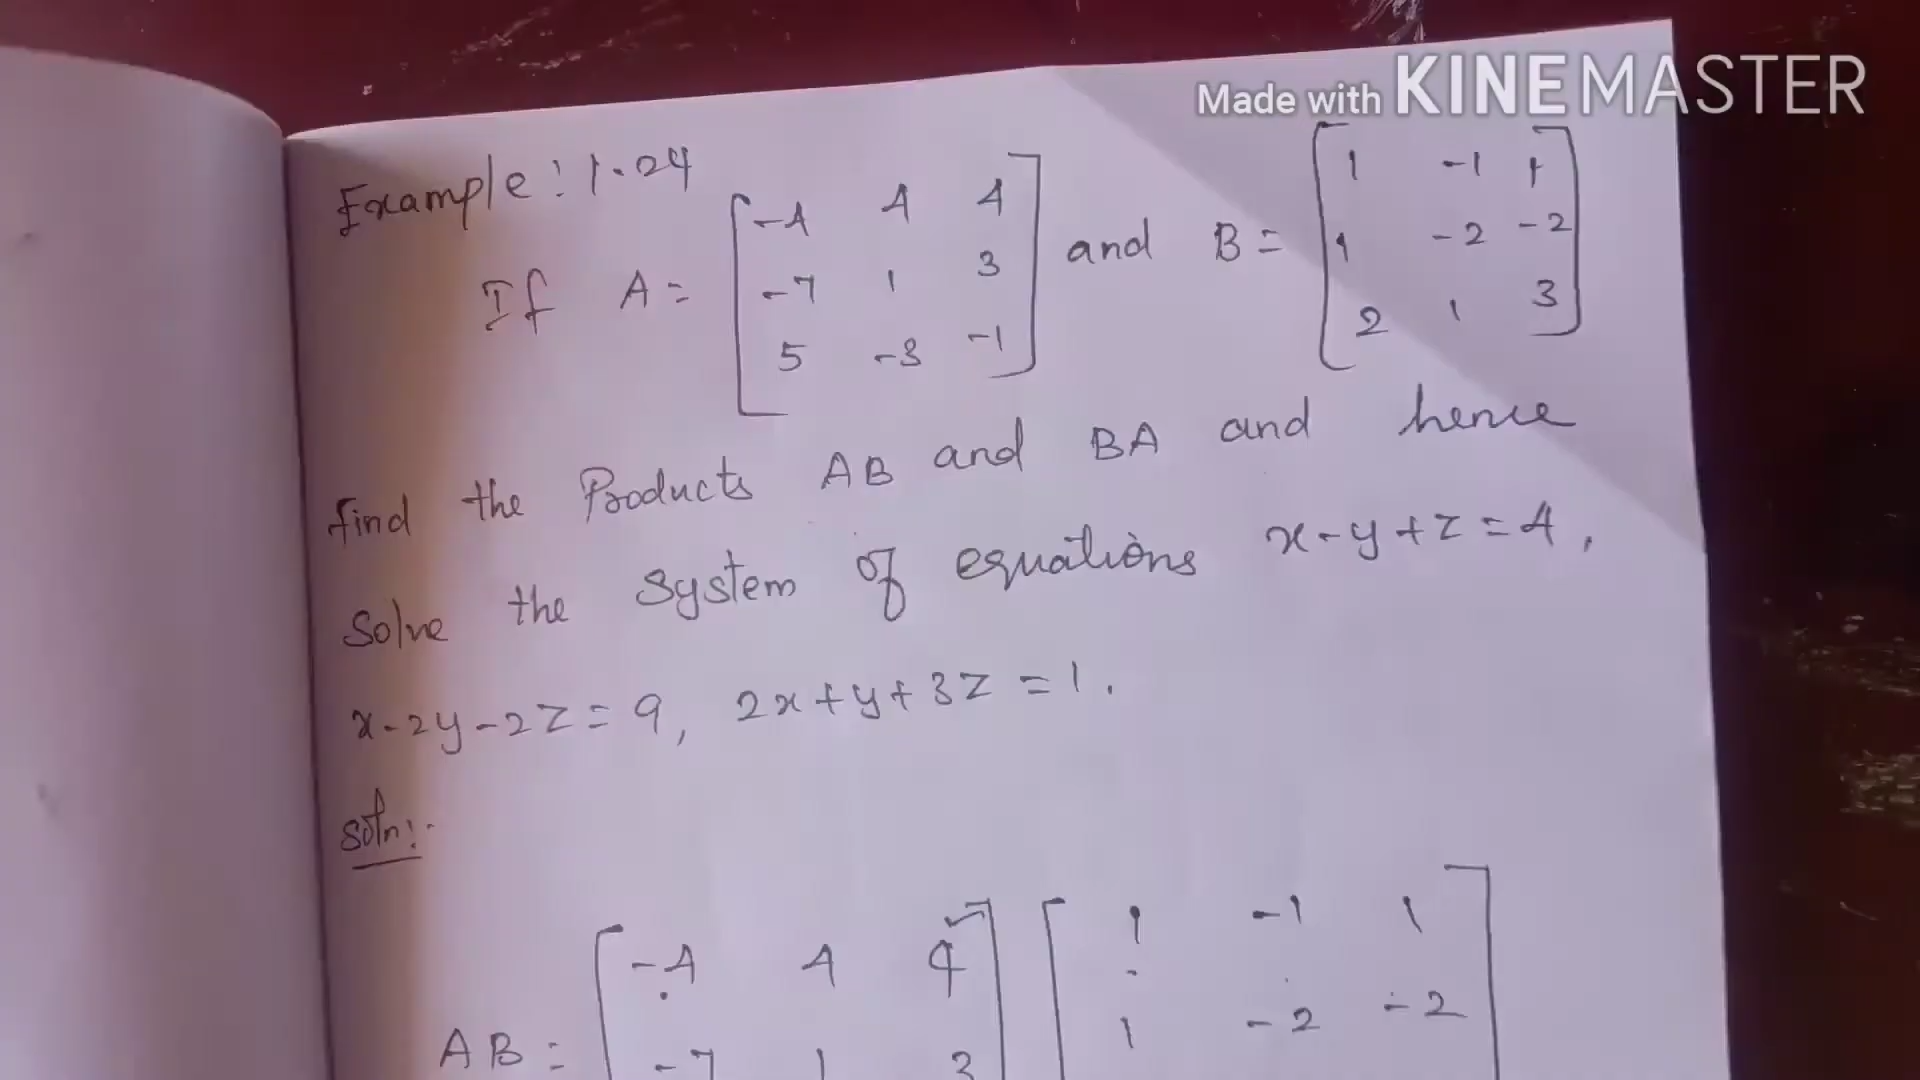 Made with KINEMASTER
Example: 1.24
If A = [ -4 4 4 ] and B = [ 1 -1 1 ]
[ -7 1 3 ] [ 1 -2 -2 ]
[ 5 -3 -1 ] [ 2 1 3 ]
find the Products AB and BA and hence
solve the system of equations x-y+z=4,
x-2y-2z=9, 2x+y+3z=1.
soln:-
[ -4 4 4 ] [ 1 -1 1 ]
AB = [ -7 1 3 [ 1 -2 -2 ]